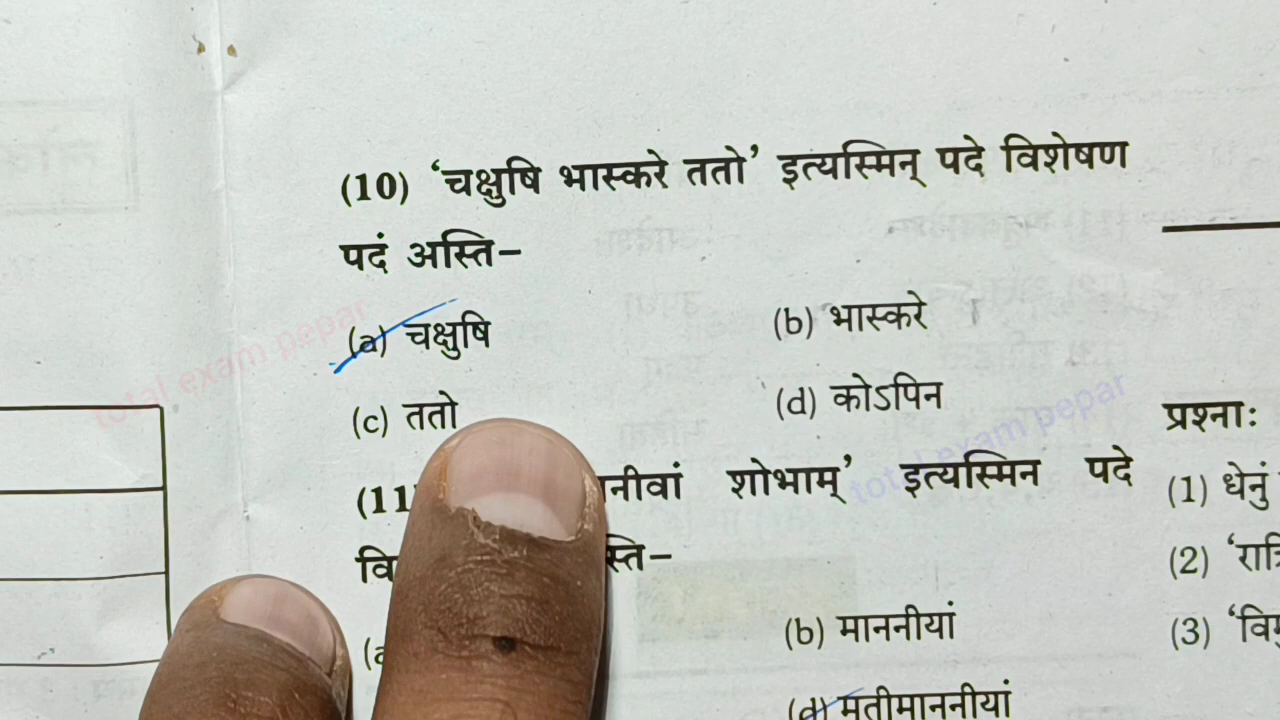 (10) ‘चक्षुषि भास्करे ततो’ इत्यस्मिन् पदे विशेषण
पदं अस्ति–
(a) चक्षुषि (b) भास्करे
(c) ततो (d) कोऽपिन
(11 नीवां शोभाम्’ इत्यस्मिन पदे
वि स्ति–
(b) माननीयां
(d) मतीमाननीयां
प्रश्नाः
(1) धेनुं
(2) ‘रात्रि
(3) ‘विमु
total exam pepar
total exam pepar